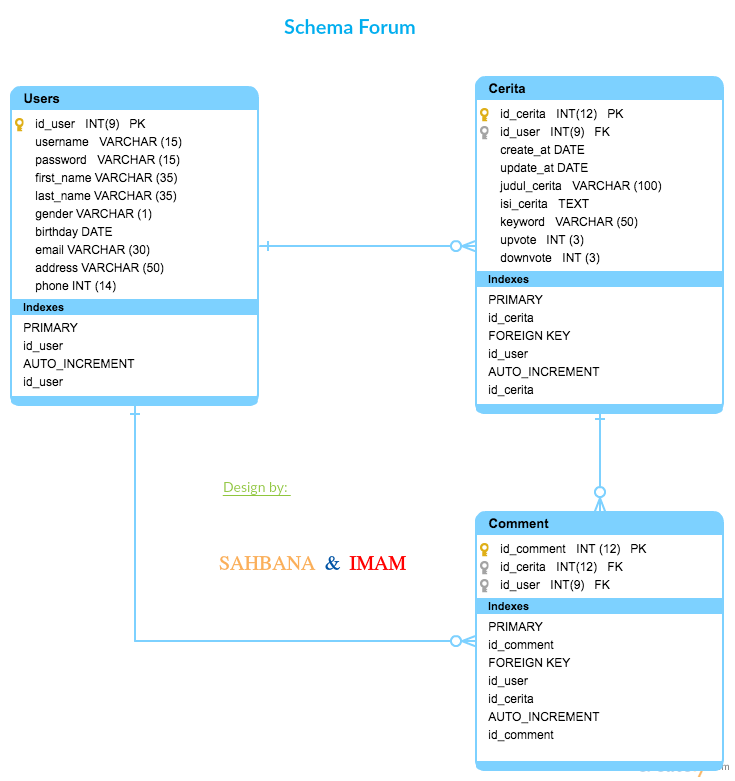 Schema Forum
Users
id_user INT(9) PK
username VARCHAR (15)
password VARCHAR (15)
first_name VARCHAR (35)
last_name VARCHAR (35)
gender VARCHAR (1)
birthday DATE
email VARCHAR (30)
address VARCHAR (50)
phone INT (14)
Indexes
PRIMARY
id_user
AUTO_INCREMENT
id_user
Cerita
id_cerita INT(12) PK
id_user INT(9) FK
create_at DATE
update_at DATE
judul_cerita VARCHAR (100)
isi_cerita TEXT
keyword VARCHAR (50)
upvote INT (3)
downvote INT (3)
Indexes
PRIMARY
id_cerita
FOREIGN KEY
id_user
AUTO_INCREMENT
id_cerita
Design by:
SAHBANA & IMAM
Comment
id_comment INT (12) PK
id_cerita INT(12) FK
id_user INT(9) FK
Indexes
PRIMARY
id_comment
FOREIGN KEY
id_user
id_cerita
AUTO_INCREMENT
id_comment